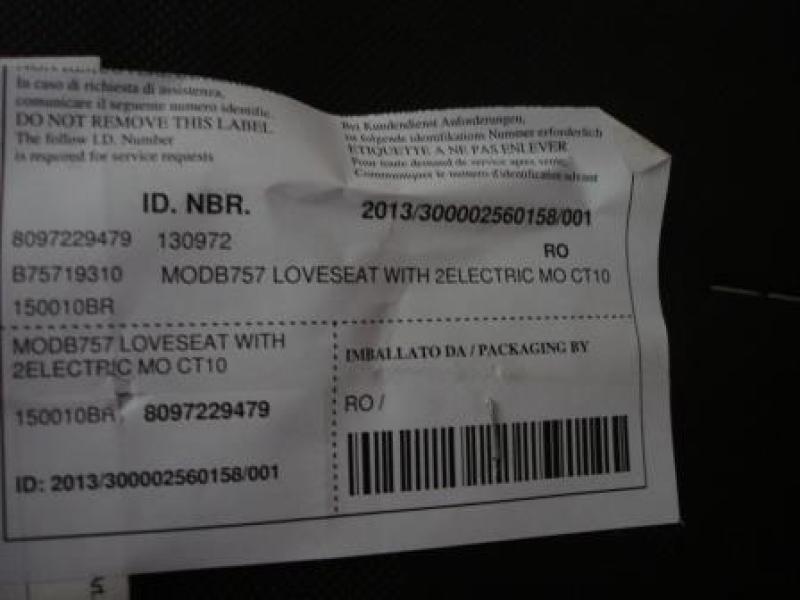 In caso di richiesta di assistenza,
comunicare il seguente numero identific.
DO NOT REMOVE THIS LABEL
The follow I.D. Number
is required for service requests
Bei Kundendienst Anforderungen,
ist folgende identifikations Nummer erforderlich
ETIQUETTE A NE PAS ENLEVER
Pour toute demand de service apres vente,
Communiquez le numero d'identification
ID. NBR.
2013/300002560158/001
8097229479 130972
RO
B75719310 MODB757 LOVESEAT WITH 2ELECTRIC MO CT10
150010BR
MODB757 LOVESEAT WITH
2ELECTRIC MO CT10
150010BR 8097229479
ID: 2013/300002560158/001
IMBALLATO DA / PACKAGING BY
RO /